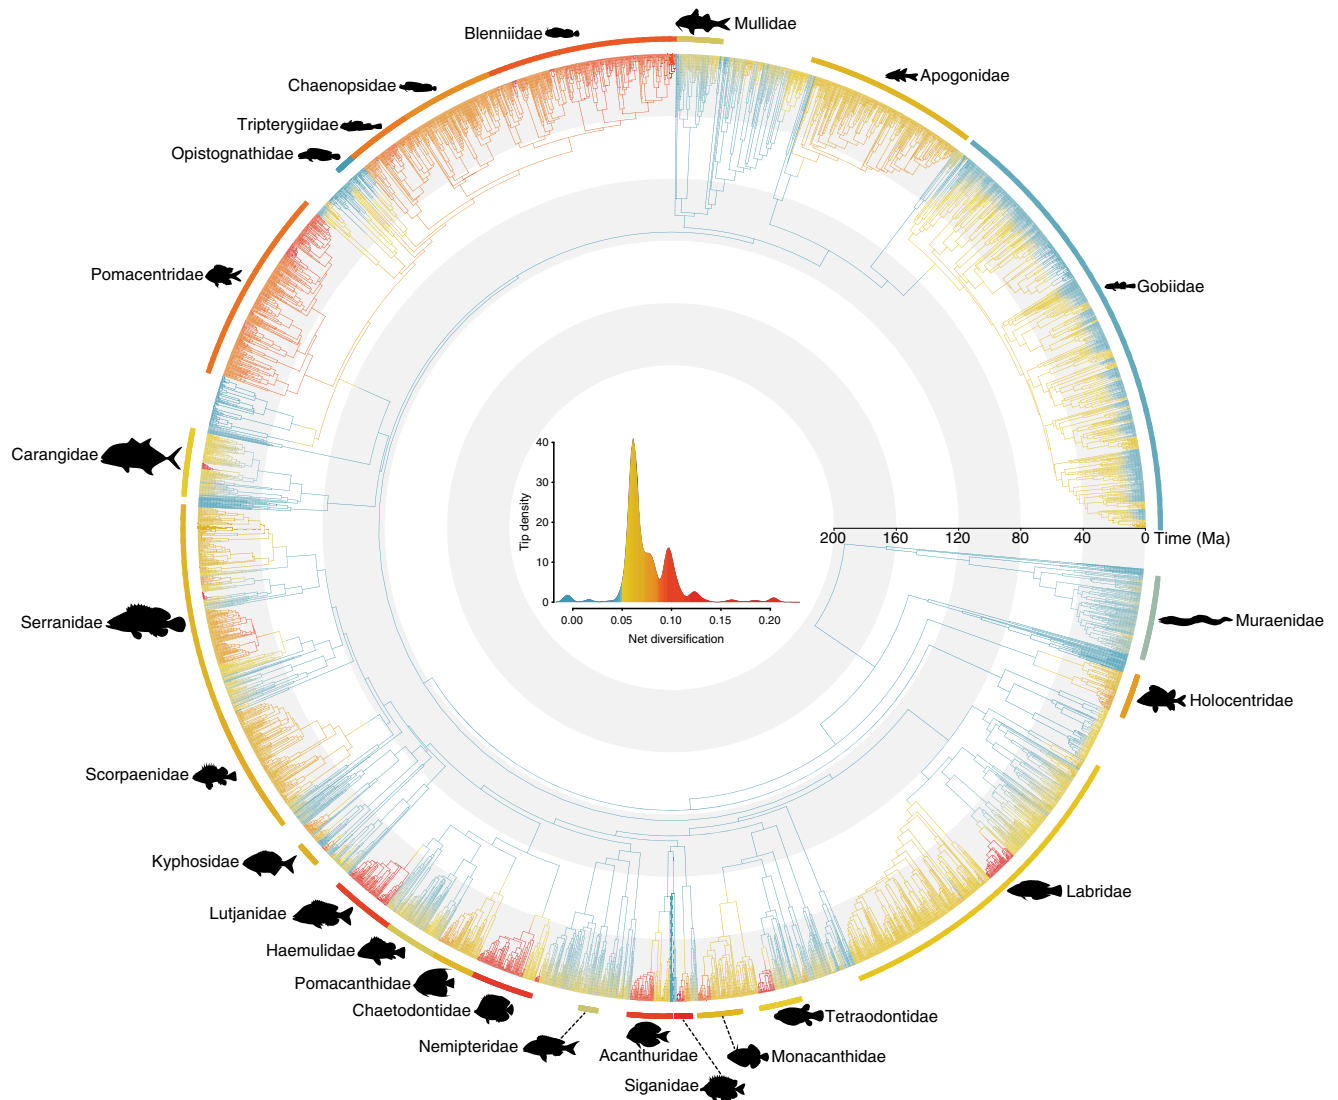 Mullidae
Blenniidae
Apogonidae
Chaenopsidae
Tripterygiidae
Opistognathidae
Pomacentridae
Gobiidae
Carangidae
40
30
20
10
0
Tip density
0.00 0.05 0.10 0.15 0.20
Net diversification
200 160 120 80 40 0 Time (Ma)
Serranidae
Muraenidae
Holocentridae
Scorpaenidae
Kyphosidae
Labridae
Lutjanidae
Haemulidae
Pomacanthidae
Chaetodontidae
Tetraodontidae
Nemipteridae
Acanthuridae
Monacanthidae
Siganidae